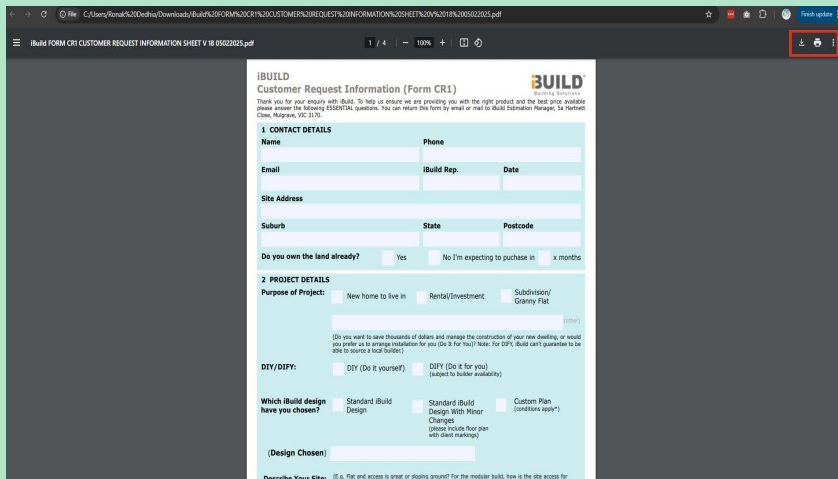 File
C:/Users/Ronak%20Dedhia/Downloads/iBuild%20FORM%20CR1%20CUSTOMER%20REQUEST%20INFORMATION%20SHEET%20V%2018%2005022025.pdf
Finish update
iBuild FORM CR1 CUSTOMER REQUEST INFORMATION SHEET V 18 05022025.pdf
1 / 4
100%
iBUILD
Customer Request Information (Form CR1)
iBUILD
Building Solutions
Thank you for your enquiry with iBuild. To help us ensure we are providing you with the right product and the best price available
please answer the following ESSENTIAL questions. You can return this form by email or mail to iBuild Estimation Manager, 5a Hartnett
Close, Mulgrave, VIC 3170.
1 CONTACT DETAILS
Name Phone
Email iBuild Rep. Date
Site Address
Suburb State Postcode
Do you own the land already? Yes No I'm expecting to puchase in x months
2 PROJECT DETAILS
Purpose of Project: New home to live in Rental/Investment Subdivision/
Granny Flat
(other)
(Do you want to save thousands of dollars and manage the construction of your new dwelling, or would
you prefer us to arrange installation for you (Do It For You)? Note: For DIFY, iBuild can't guarantee to be
able to source a local builder.)
DIY/DIFY: DIY (Do it yourself) DIFY (Do it for you)
(subject to builder availability)
Which iBuild design
have you chosen?
Standard iBuild
Design
Standard iBuild
Design With Minor
Changes
(please include floor plan
with client markings)
Custom Plan
(conditions apply*)
(Design Chosen)
Describe Your Site: (E.g. Flat and access is great or sloping ground? For the modular build, how is the site access for